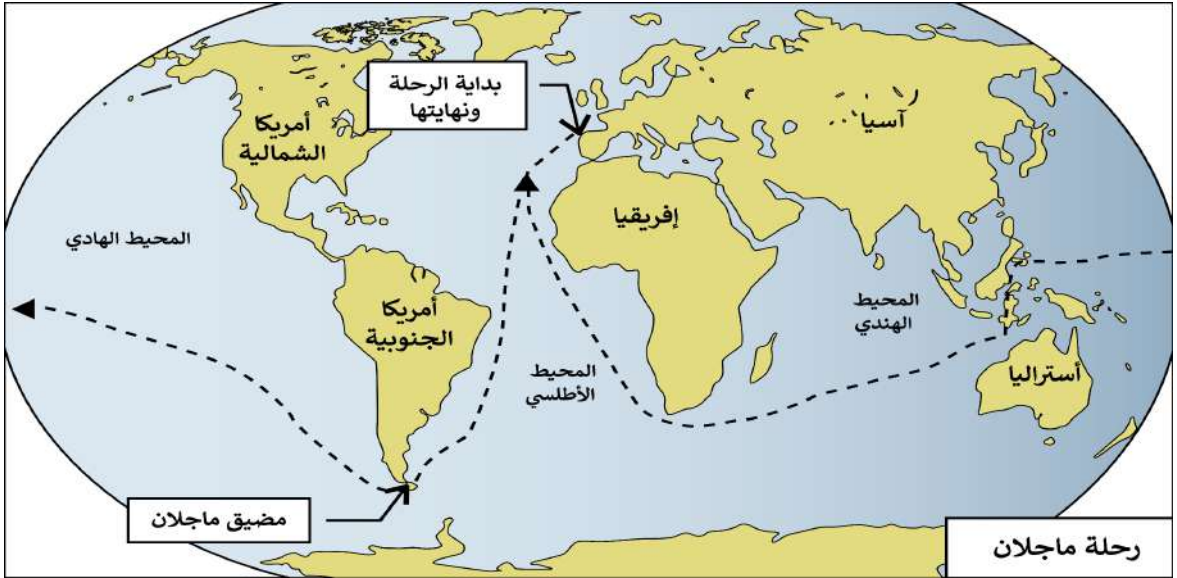 بداية الرحلة
ونهايتها
أمريكا
الشمالية
آسيا
إفريقيا
المحيط الهادي
أمريكا
الجنوبية
المحيط
الهندي
المحيط
الأطلسي
أستراليا
مضيق ماجلان
رحلة ماجلان